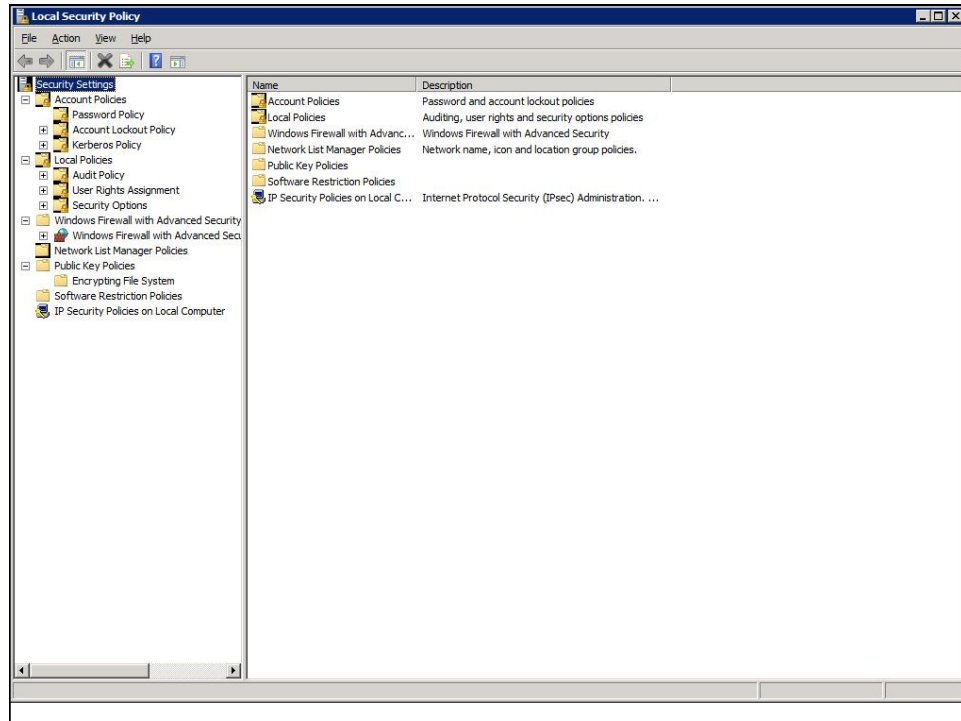 Local Security Policy
File Action View Help
Security Settings
Account Policies
Password Policy
Account Lockout Policy
Kerberos Policy
Local Policies
Audit Policy
User Rights Assignment
Security Options
Windows Firewall with Advanced Security
Windows Firewall with Advanced Secu
Network List Manager Policies
Public Key Policies
Encrypting File System
Software Restriction Policies
IP Security Policies on Local Computer
Name Description
Account Policies Password and account lockout policies
Local Policies Auditing, user rights and security options policies
Windows Firewall with Advanc... Windows Firewall with Advanced Security
Network List Manager Policies Network name, icon and location group policies.
Public Key Policies
Software Restriction Policies
IP Security Policies on Local C... Internet Protocol Security (IPsec) Administration. ...